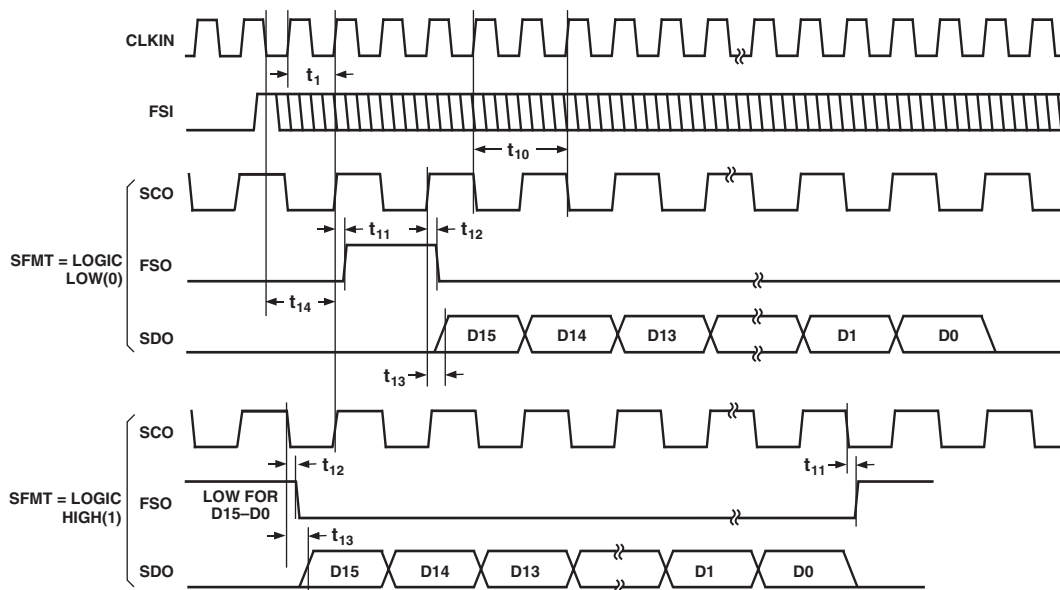 CLKIN
t1
FSI
t10
SCO
t11
t12
SFMT = LOGIC
LOW(0)
FSO
t14
SDO
D15
D14
D13
D1
D0
t13
SCO
t12
t11
SFMT = LOGIC
HIGH(1)
FSO
LOW FOR
D15–D0
t13
SDO
D15
D14
D13
D1
D0